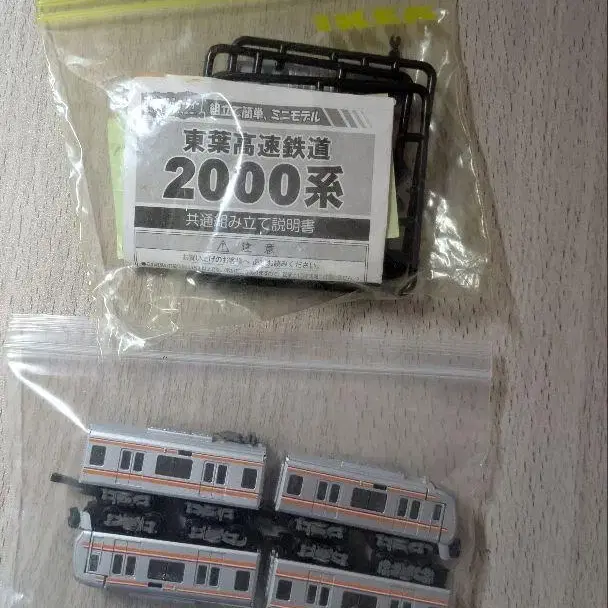 IKEA
組立て簡単、ミニモデル
東葉高速鉄道
2000系
共通組み立て説明書
⚠ 注意